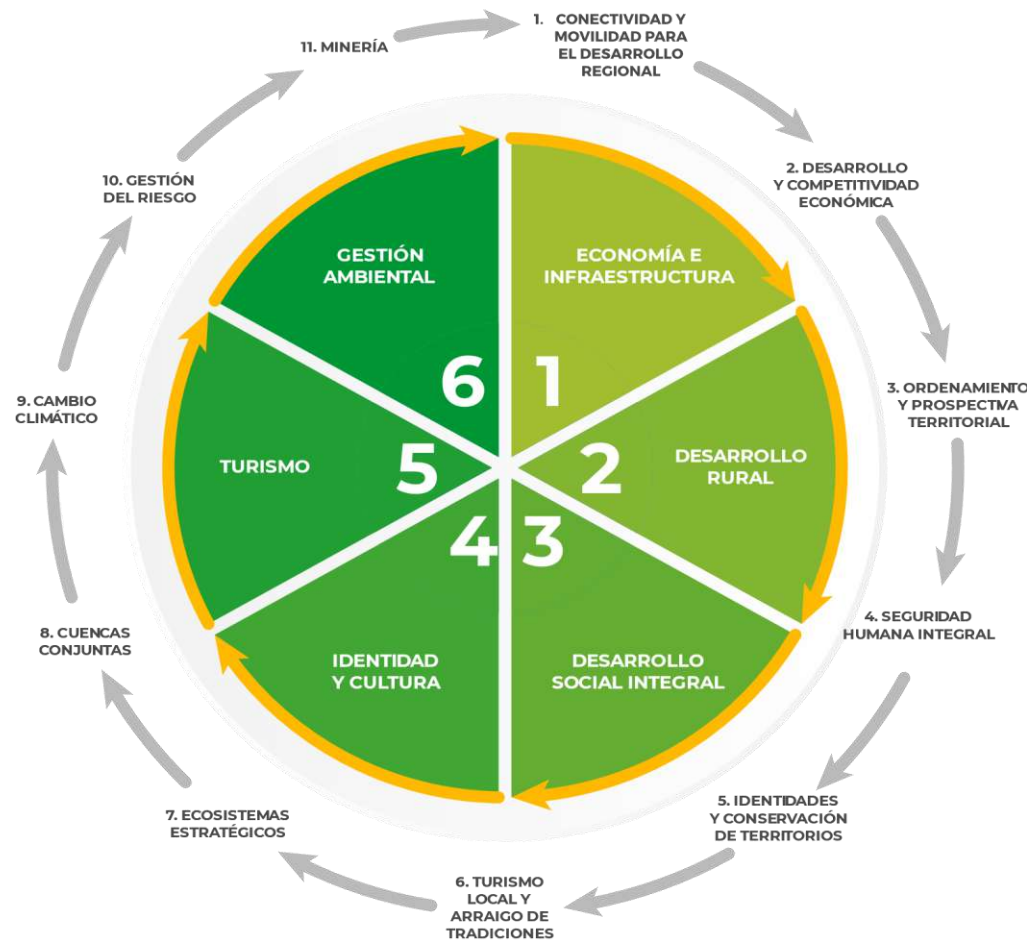 1. CONECTIVIDAD Y
MOVILIDAD PARA
EL DESARROLLO
REGIONAL
2. DESARROLLO
Y COMPETITIVIDAD
ECONÓMICA
3. ORDENAMIENTO
Y PROSPECTIVA
TERRITORIAL
4. SEGURIDAD
HUMANA INTEGRAL
5. IDENTIDADES
Y CONSERVACIÓN
DE TERRITORIOS
6. TURISMO
LOCAL Y
ARRAIGO DE
TRADICIONES
7. ECOSISTEMAS
ESTRATÉGICOS
8. CUENCAS
CONJUNTAS
9. CAMBIO
CLIMÁTICO
10. GESTIÓN
DEL RIESGO
11. MINERÍA
ECONOMÍA E
INFRAESTRUCTURA
1
DESARROLLO
RURAL
2
DESARROLLO
SOCIAL INTEGRAL
3
IDENTIDAD
Y CULTURA
4
TURISMO
5
GESTIÓN
AMBIENTAL
6